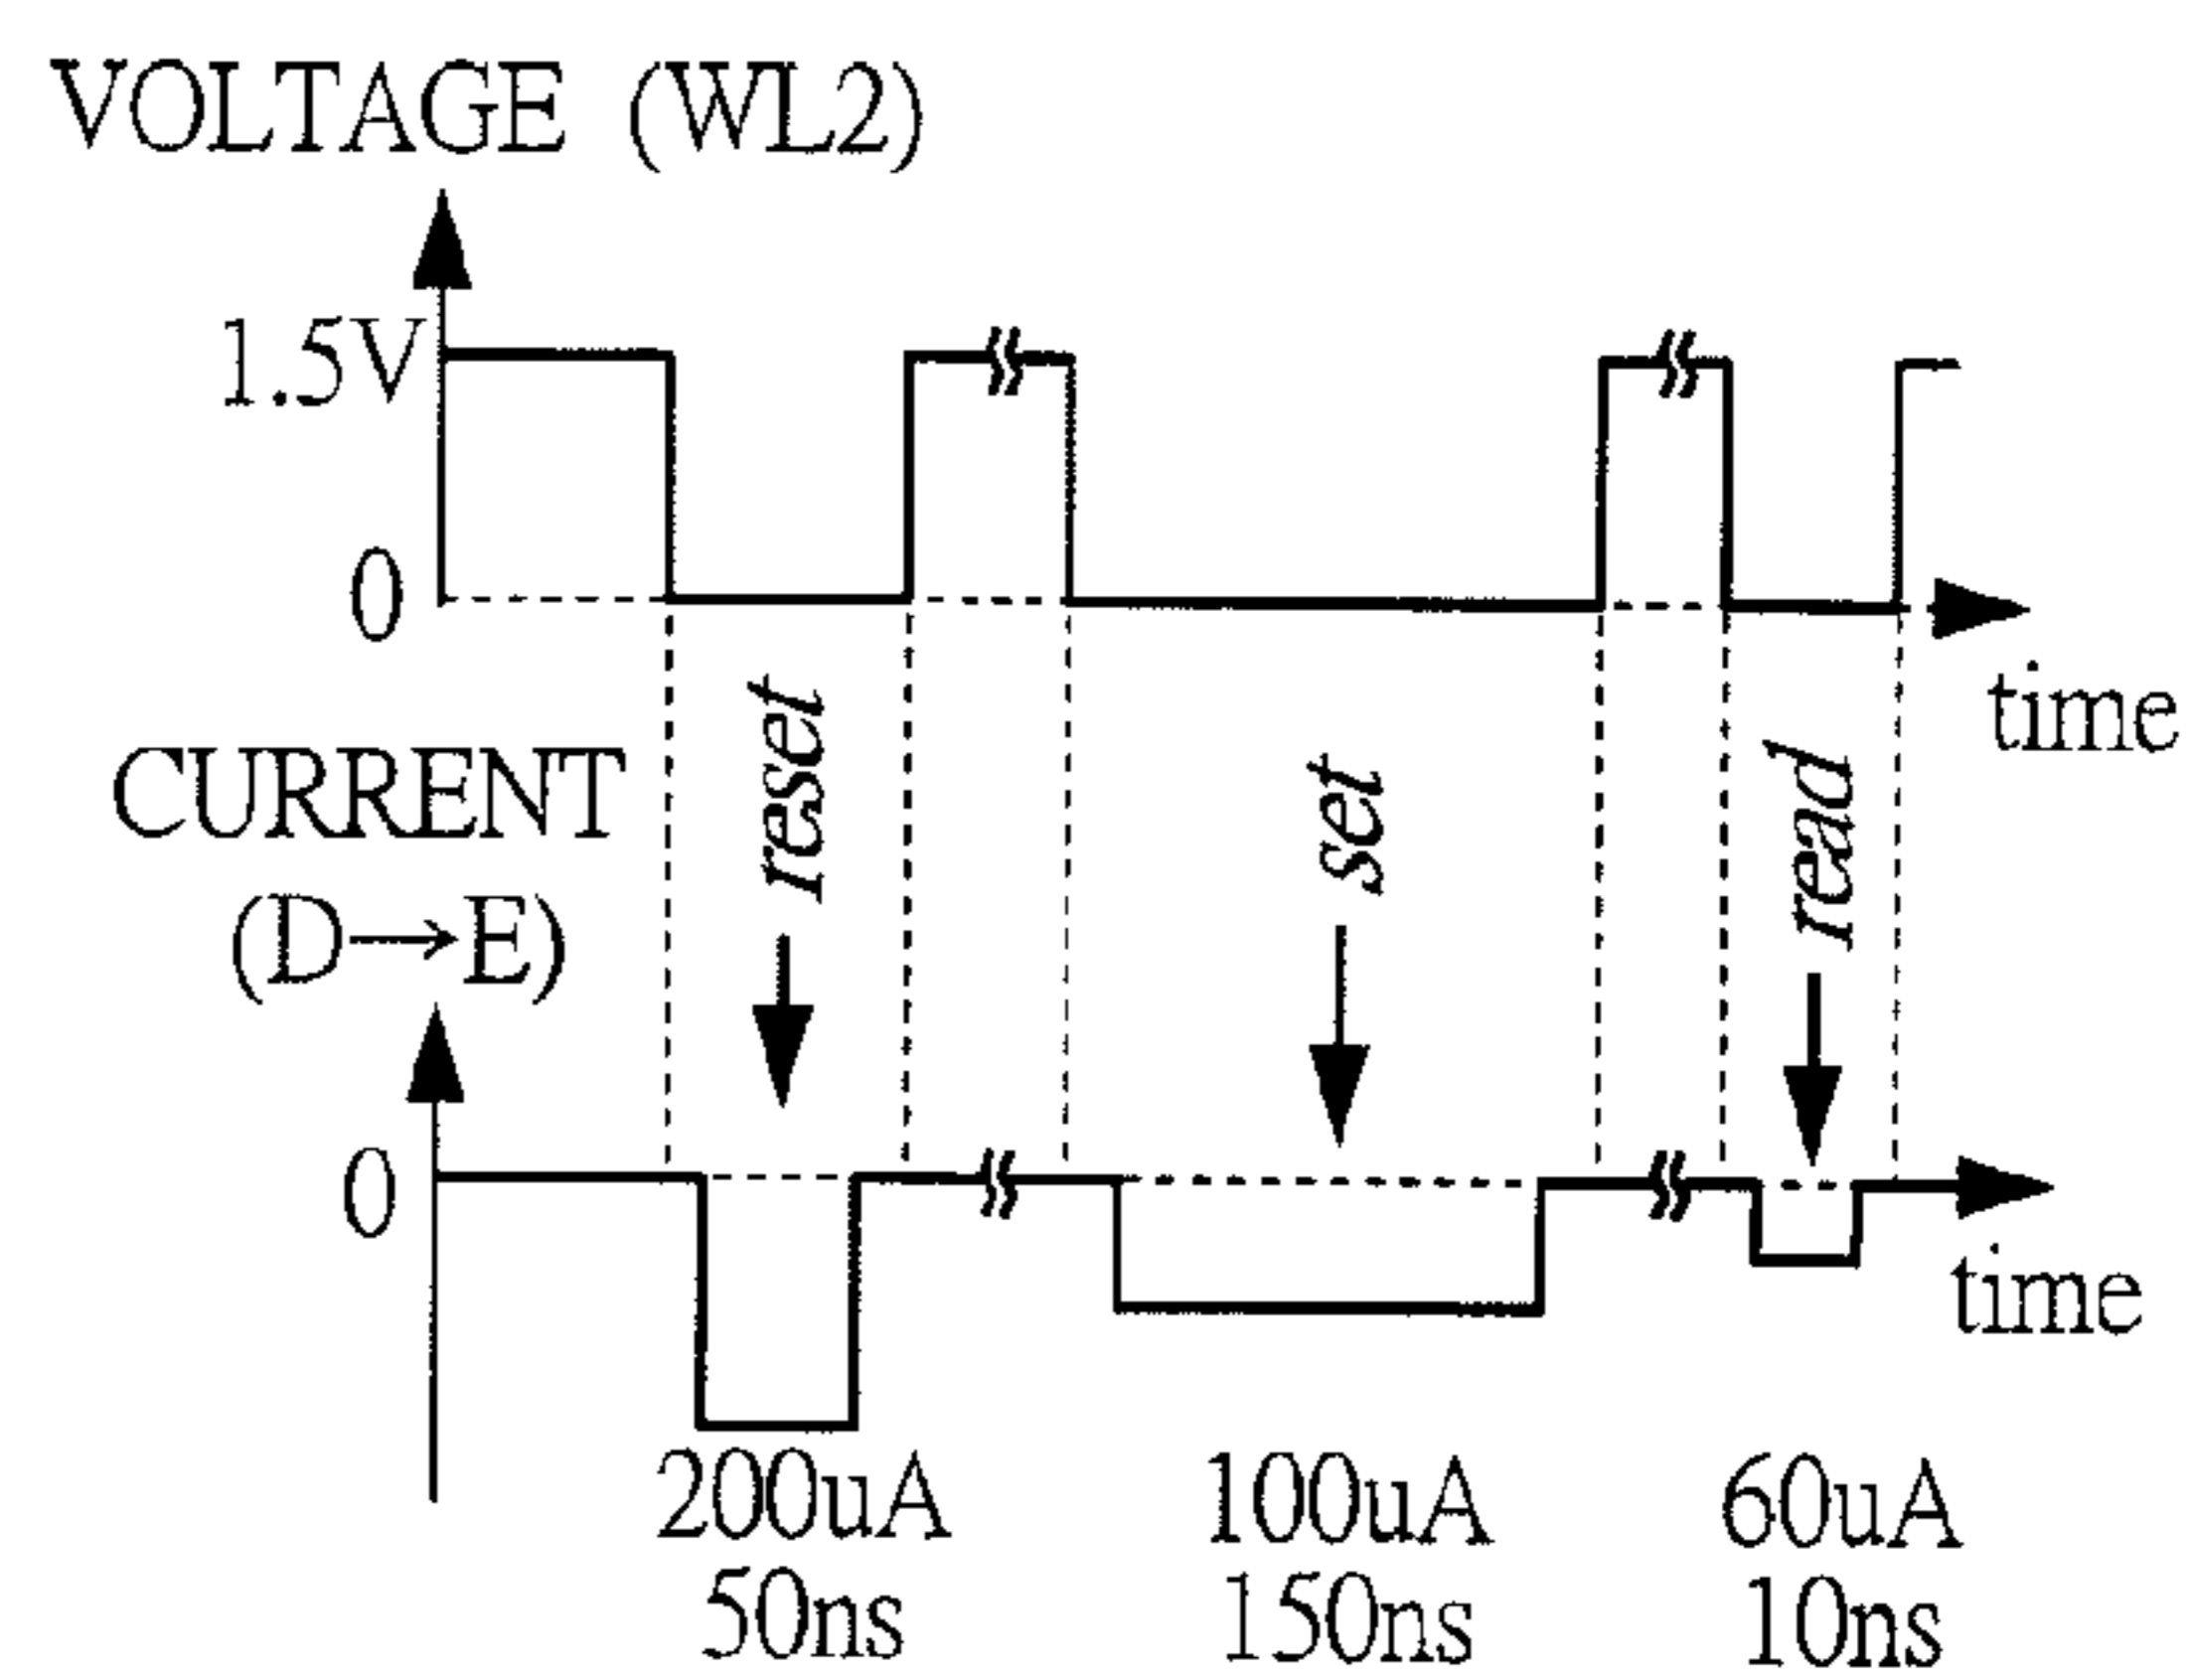 VOLTAGE (WL2)
1.5V
0
time
CURRENT
(D→E)
reset
set
read
0
time
200uA
50ns
100uA
150ns
60uA
10ns